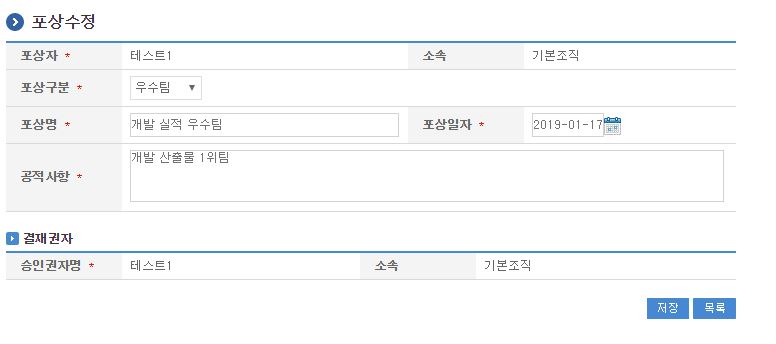 포상수정
포상자 * 테스트1 소속 기본조직
포상구분 * 우수팀
포상명 * 개발 실적 우수팀 포상일자 * 2019-01-17
공적사항 * 개발 산출물 1위팀
결재권자
승인권자명 * 테스트1 소속 기본조직
저장 목록